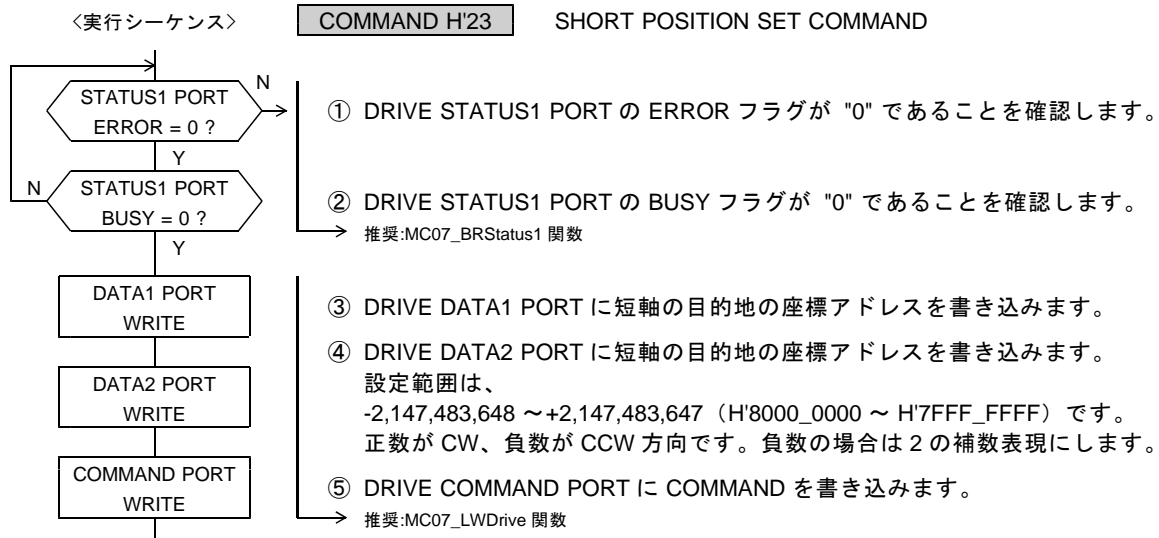 〈実行シーケンス〉
COMMAND H'23 SHORT POSITION SET COMMAND
N
STATUS1 PORT
ERROR = 0 ?
Y
N
STATUS1 PORT
BUSY = 0 ?
Y
DATA1 PORT
WRITE
DATA2 PORT
WRITE
COMMAND PORT
WRITE
① DRIVE STATUS1 PORT の ERROR フラグが "0" であることを確認します。
② DRIVE STATUS1 PORT の BUSY フラグが "0" であることを確認します。
推奨:MC07_BRStatus1 関数
③ DRIVE DATA1 PORT に短軸の目的地の座標アドレスを書き込みます。
④ DRIVE DATA2 PORT に短軸の目的地の座標アドレスを書き込みます。
設定範囲は、
-2,147,483,648 ～+2,147,483,647（H'8000_0000 ～ H'7FFF_FFFF）です。
正数が CW、負数が CCW 方向です。負数の場合は 2 の補数表現にします。
⑤ DRIVE COMMAND PORT に COMMAND を書き込みます。
推奨:MC07_LWDrive 関数